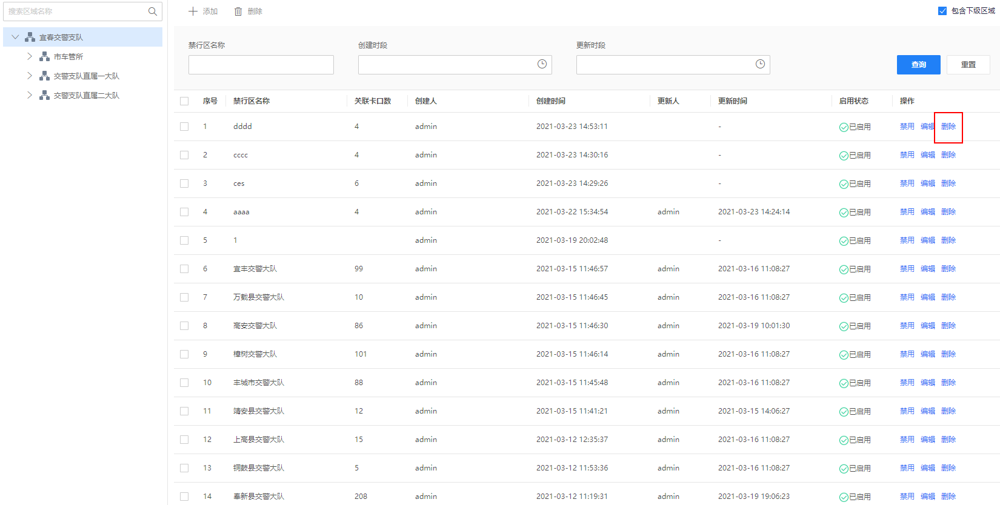 搜索区域名称
宜春交警支队
市车管所
交警支队直属一大队
交警支队直属二大队
添加 删除 包含下级区域
禁行区名称 创建时段 更新时段
查询 重置
序号 禁行区名称 关联卡口数 创建人 创建时间 更新人 更新时间 启用状态 操作
1 dddd 4 admin 2021-03-23 14:53:11 - 已启用 禁用 编辑 删除
2 cccc 4 admin 2021-03-23 14:30:16 - 已启用 禁用 编辑 删除
3 ces 6 admin 2021-03-23 14:29:26 - 已启用 禁用 编辑 删除
4 aaaa 4 admin 2021-03-22 15:34:54 admin 2021-03-23 14:24:14 已启用 禁用 编辑 删除
5 1 admin 2021-03-19 20:02:48 - 已启用 禁用 编辑 删除
6 宜丰交警大队 99 admin 2021-03-15 11:46:57 admin 2021-03-16 11:08:27 已启用 禁用 编辑 删除
7 万载县交警大队 10 admin 2021-03-15 11:46:45 admin 2021-03-16 11:08:27 已启用 禁用 编辑 删除
8 高安交警大队 86 admin 2021-03-15 11:46:30 admin 2021-03-19 10:01:30 已启用 禁用 编辑 删除
9 樟树交警大队 101 admin 2021-03-15 11:46:14 admin 2021-03-16 11:08:27 已启用 禁用 编辑 删除
10 丰城市交警大队 88 admin 2021-03-15 11:45:48 admin 2021-03-16 11:08:27 已启用 禁用 编辑 删除
11 靖安县交警大队 12 admin 2021-03-15 11:41:21 admin 2021-03-15 14:06:27 已启用 禁用 编辑 删除
12 上高县交警大队 15 admin 2021-03-12 12:35:37 admin 2021-03-16 11:08:27 已启用 禁用 编辑 删除
13 铜鼓县交警大队 5 admin 2021-03-12 11:53:36 admin 2021-03-16 11:08:27 已启用 禁用 编辑 删除
14 奉新县交警大队 208 admin 2021-03-12 11:19:31 admin 2021-03-19 19:06:23 已启用 禁用 编辑 删除